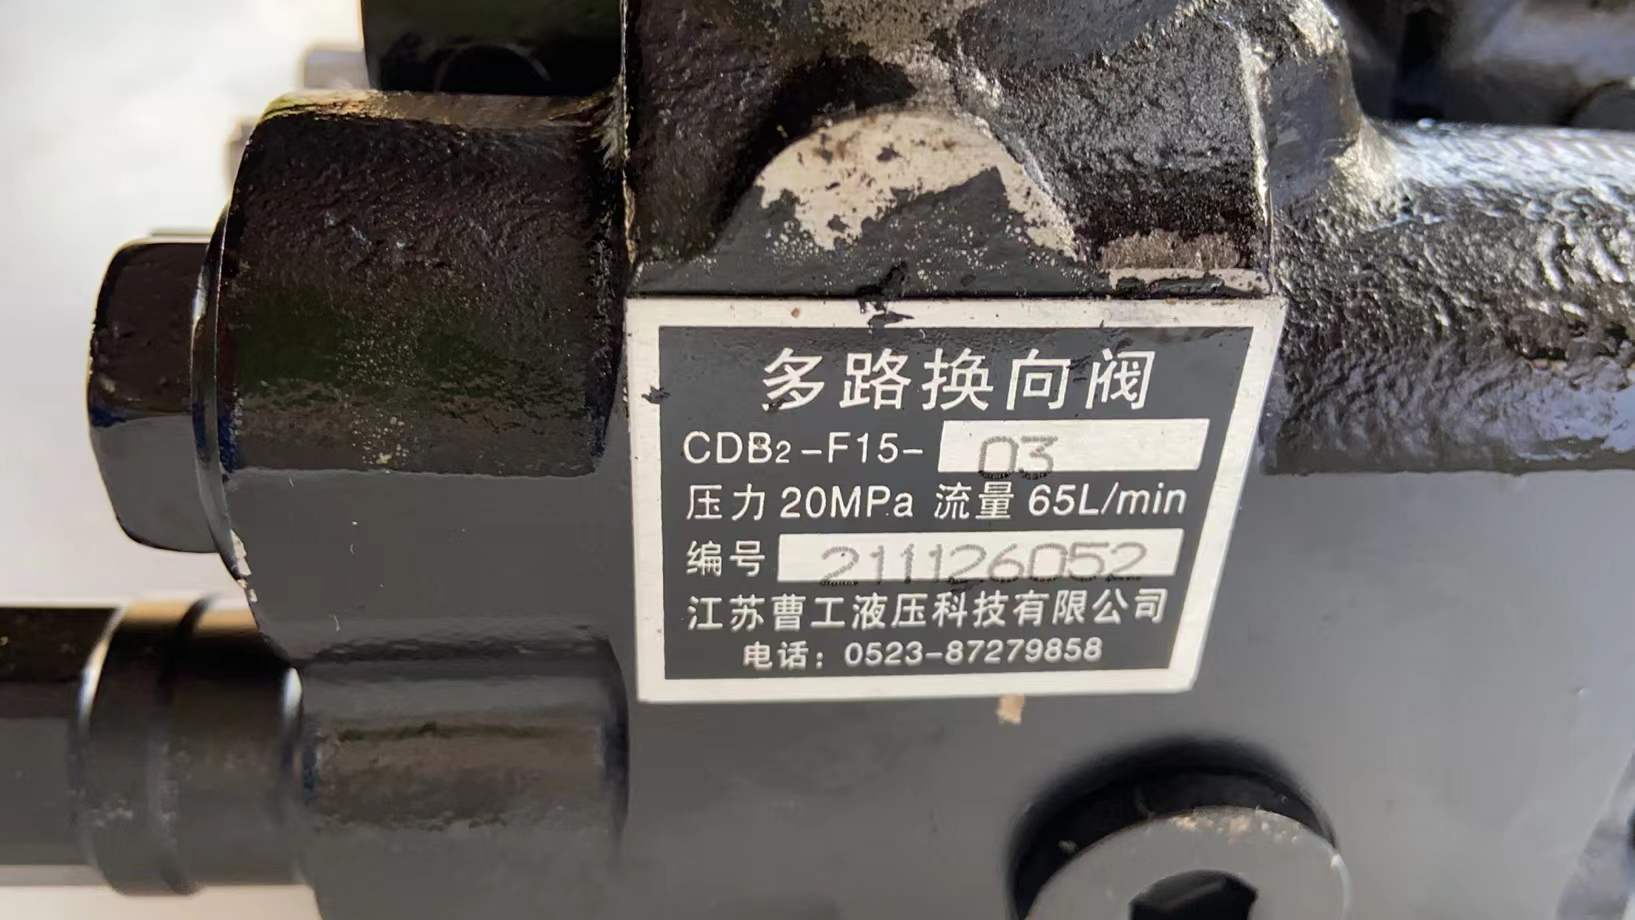 多路换向阀
CDB2-F15-03
压力20MPa 流量65L/min
编号 211126052
江苏曹工液压科技有限公司
电话：0523-87279858